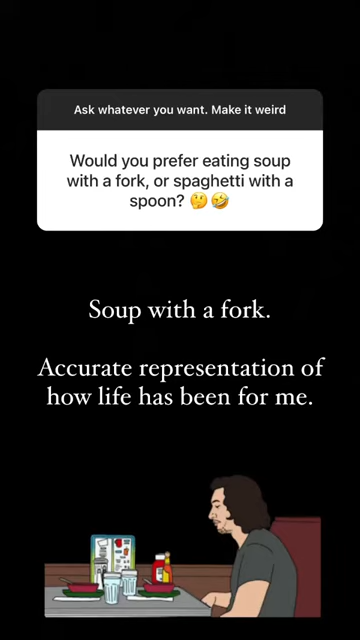 Ask whatever you want. Make it weird
Would you prefer eating soup
with a fork, or spaghetti with a
spoon? 🤔🤣
Soup with a fork.
Accurate representation of
how life has been for me.